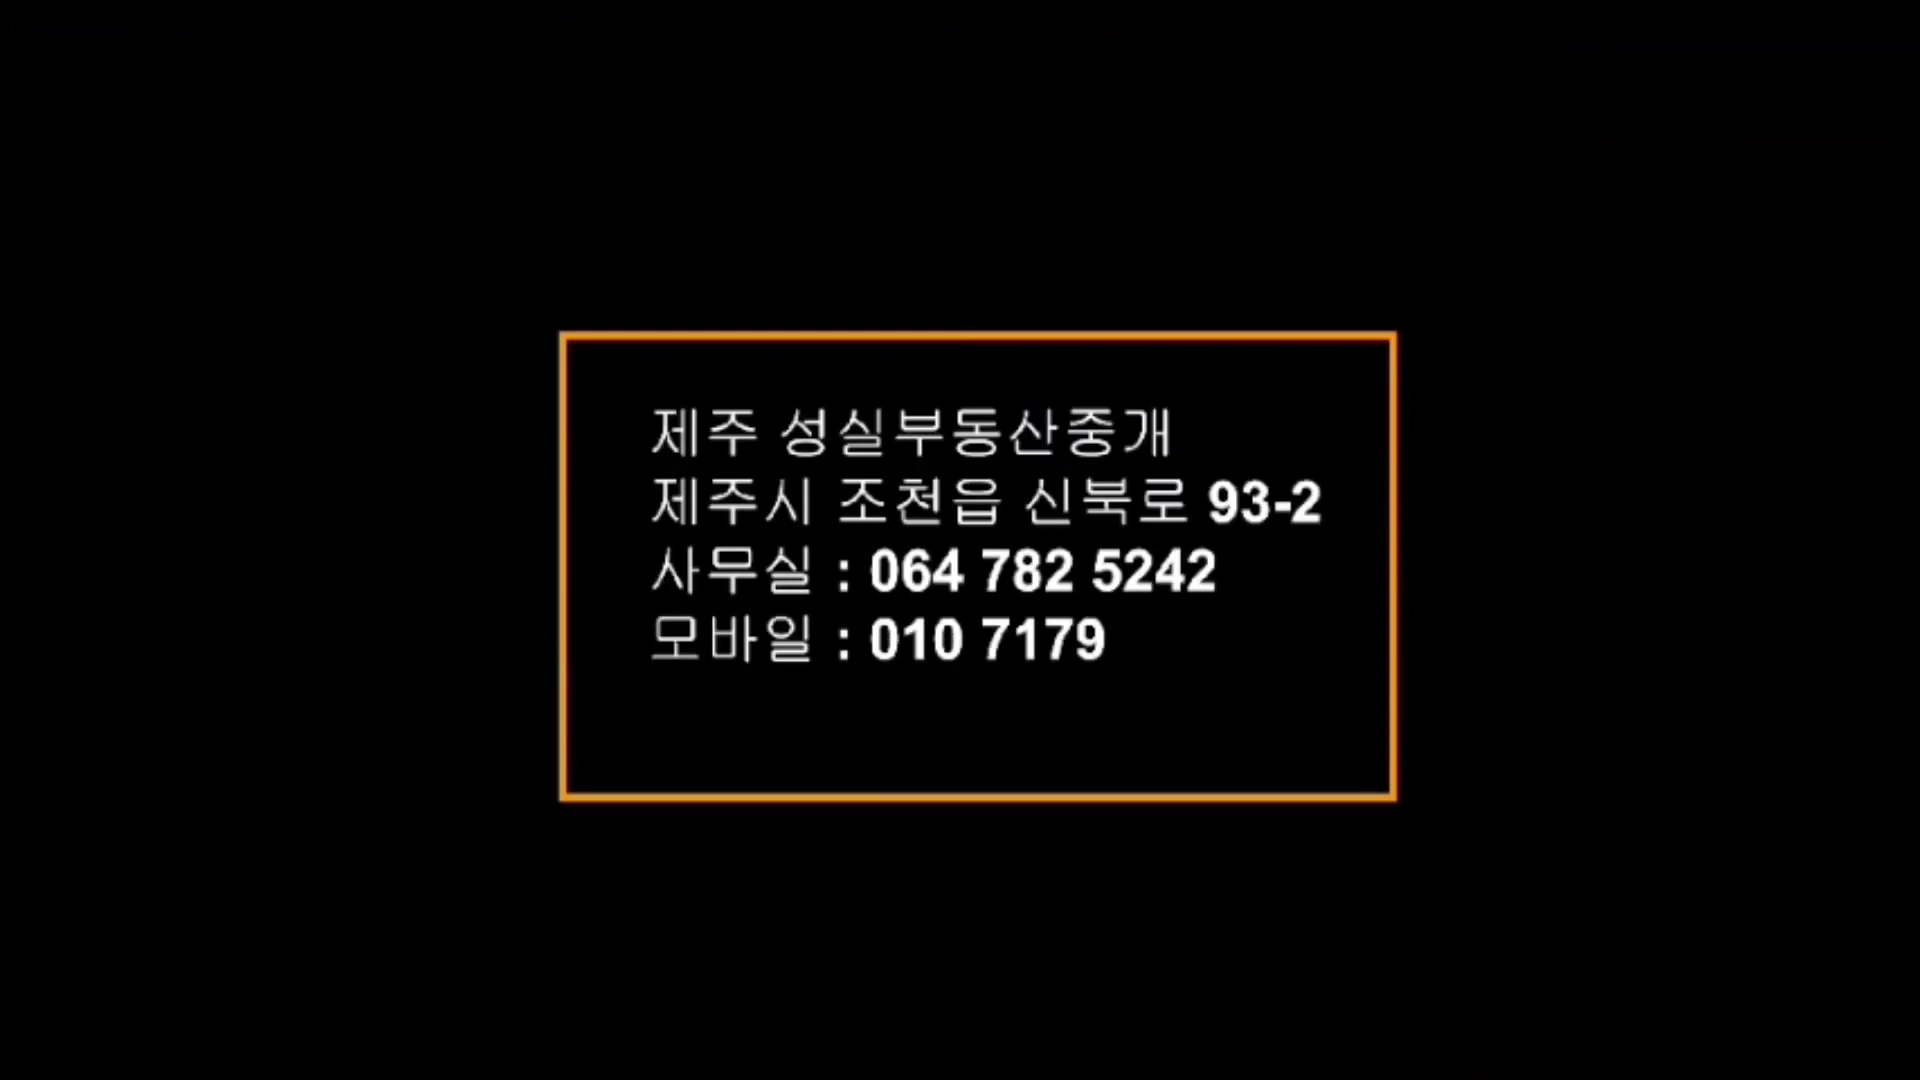 제주 성실부동산중개
제주시 조천읍 신북로 93-2
사무실 : 064 782 5242
모바일 : 010 7179